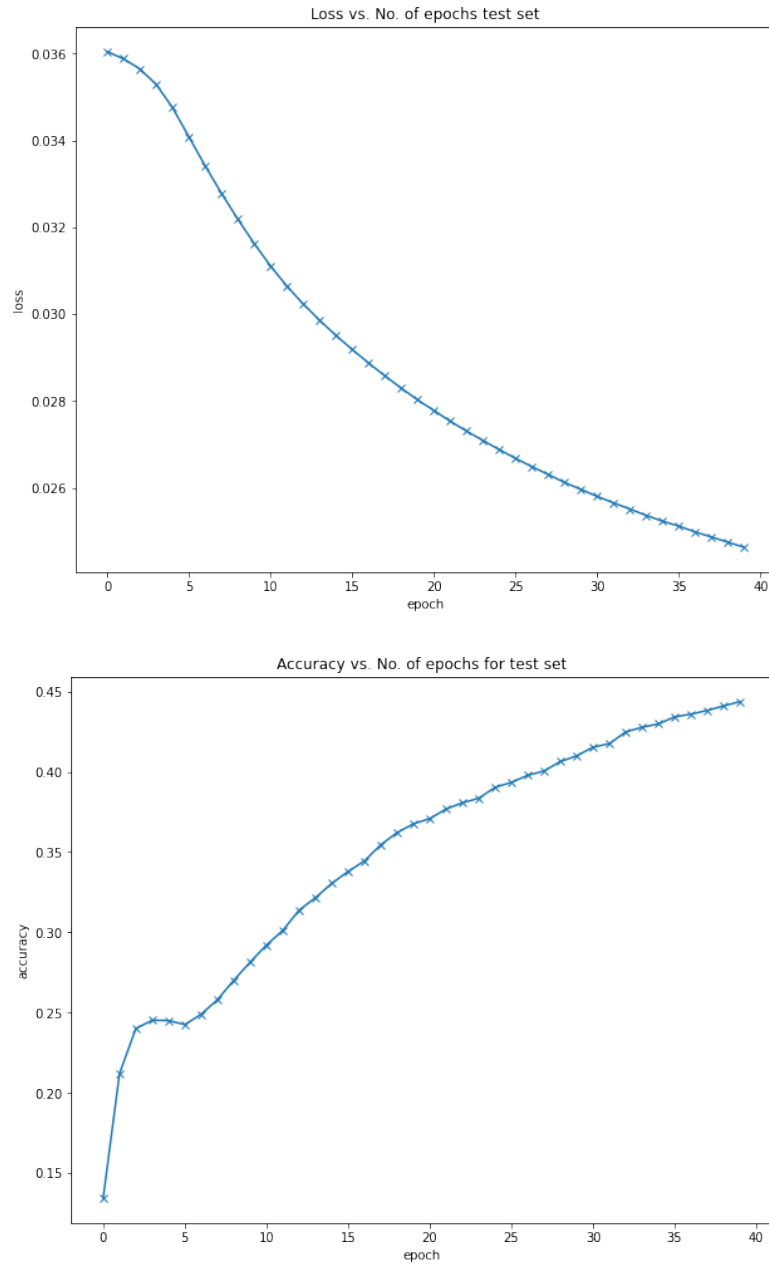 Loss vs. No. of epochs test set
0.036
0.034
0.032
0.030
0.028
0.026
loss
0 5 10 15 20 25 30 35 40
epoch
Accuracy vs. No. of epochs for test set
0.45
0.40
0.35
0.30
0.25
0.20
0.15
accuracy
0 5 10 15 20 25 30 35 40
epoch